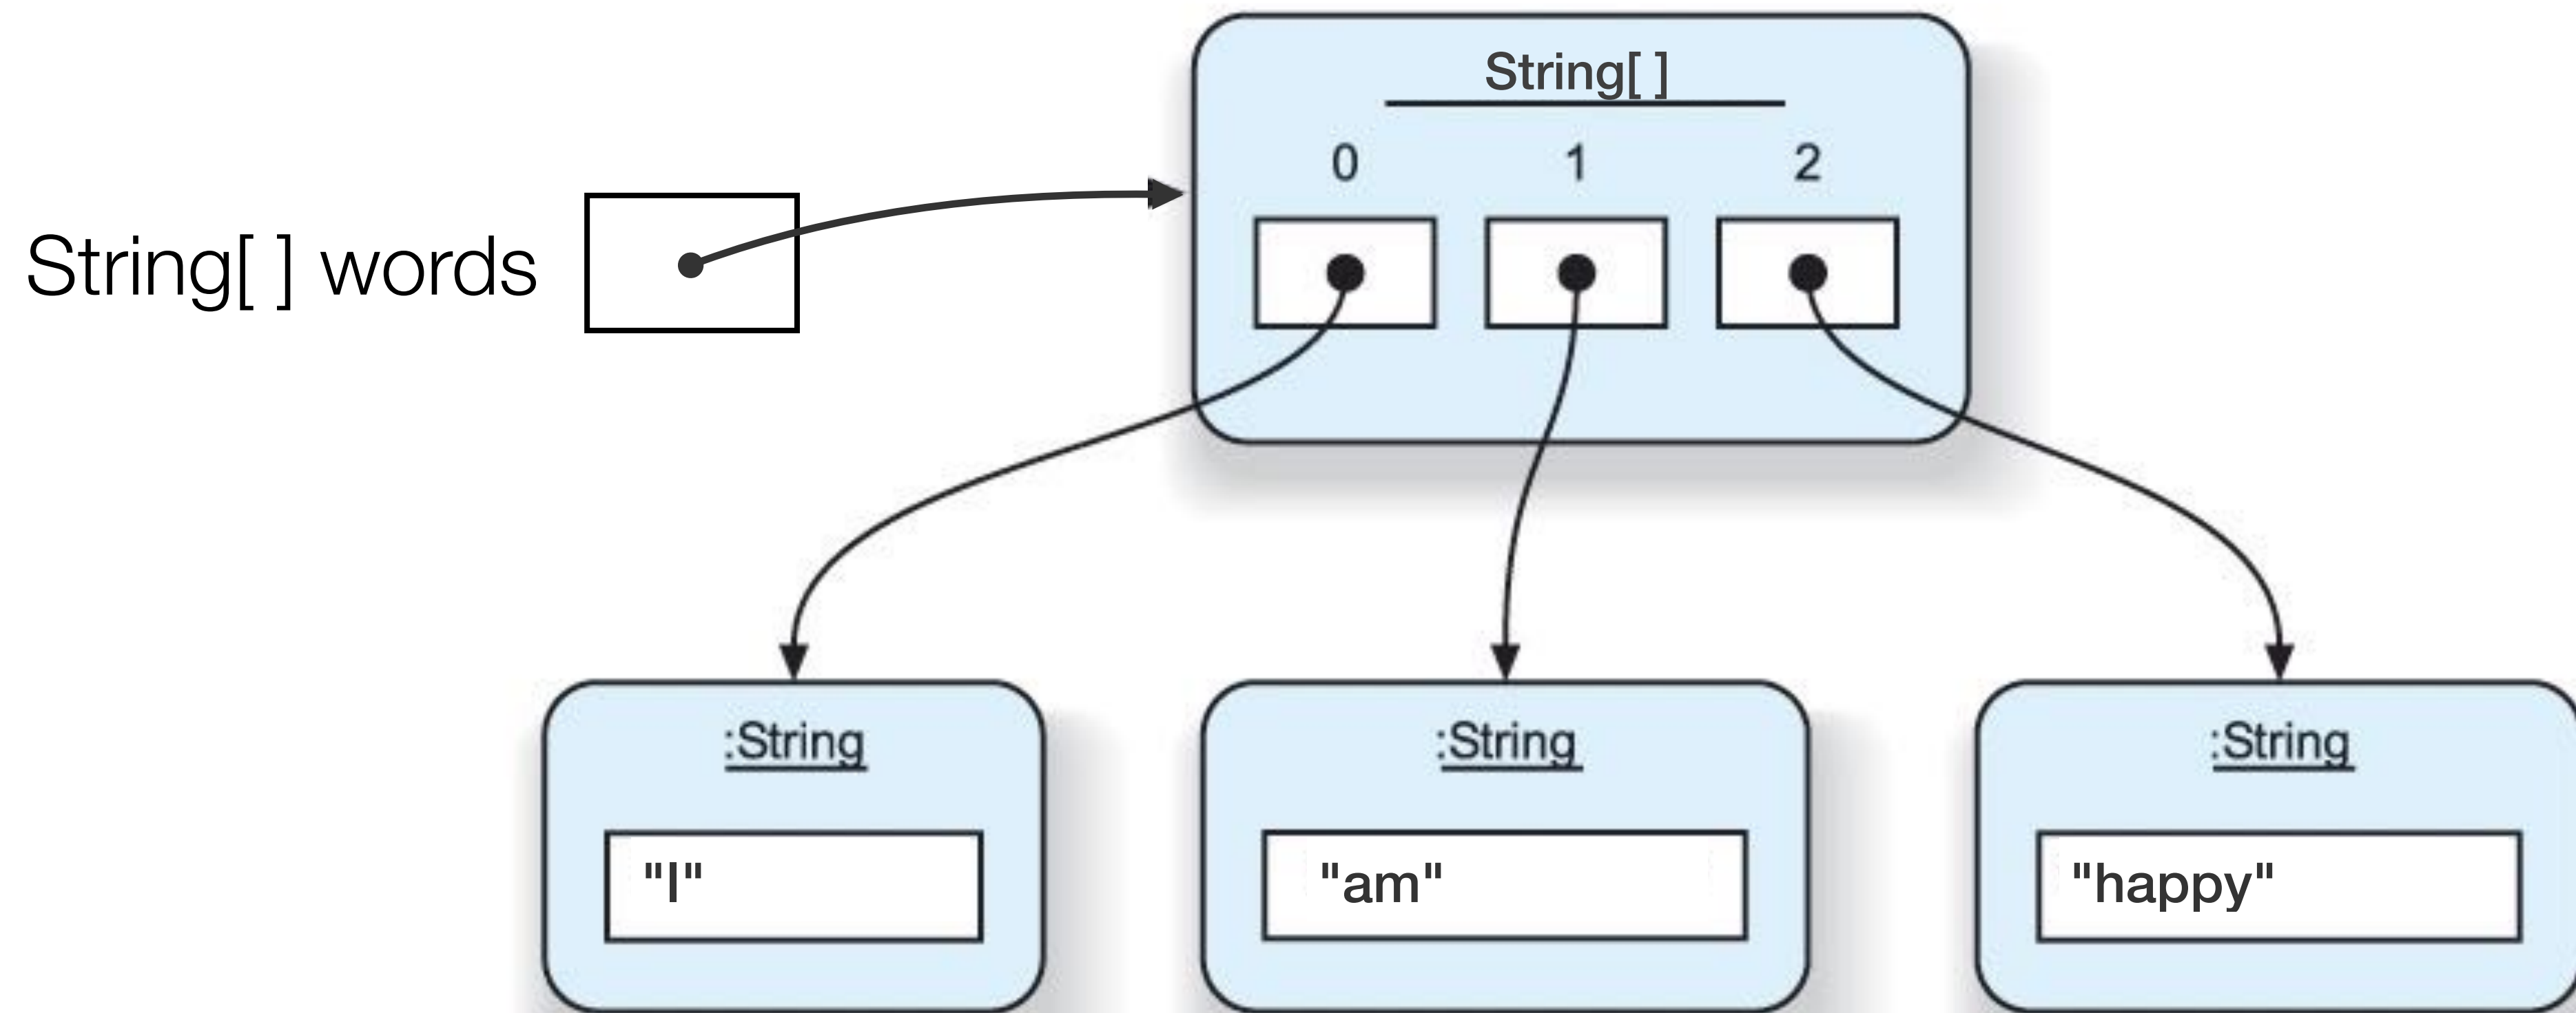 String[ ]
0 1 2
String[ ] words
:String :String :String
"I" "am" "happy"